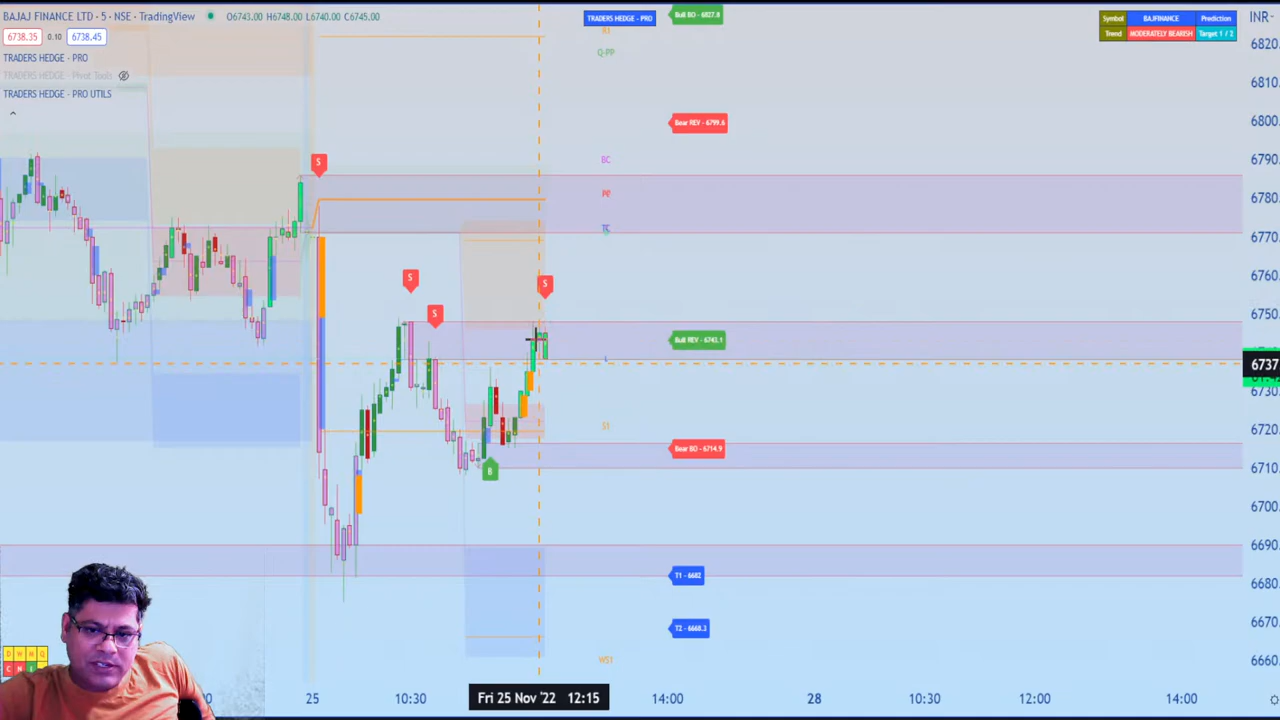 BAJAJ FINANCE LTD · 5 · NSE · TradingView O6743.00 H6748.00 L6740.00 C6745.00
6738.35 0.10 6738.45
TRADERS HEDGE - PRO
TRADERS HEDGE - Pivot Tools
TRADERS HEDGE - PRO UTILS
TRADERS HEDGE - PRO
Bull BO - 6827.8
R1
Q-PP
Bear REV - 6799.6
BC
PP
TC
Bull REV - 6743.1
L
S1
Bear BO - 6714.9
T1 - 6682
T2 - 6668.3
WS1
S
S
S
S
B
Symbol BAJFINANCE Prediction
Trend MODERATELY BEARISH Target 1 / 2
INR
6820
6800.
6790.
6780.
6770.
6760.
6750.
6737
6730
6720.
6710.
6700.
6690.
6680.
6670.
6660.
D W M Q
C N
25 10:30 Fri 25 Nov '22 12:15 14:00 28 10:30 12:00 14:00